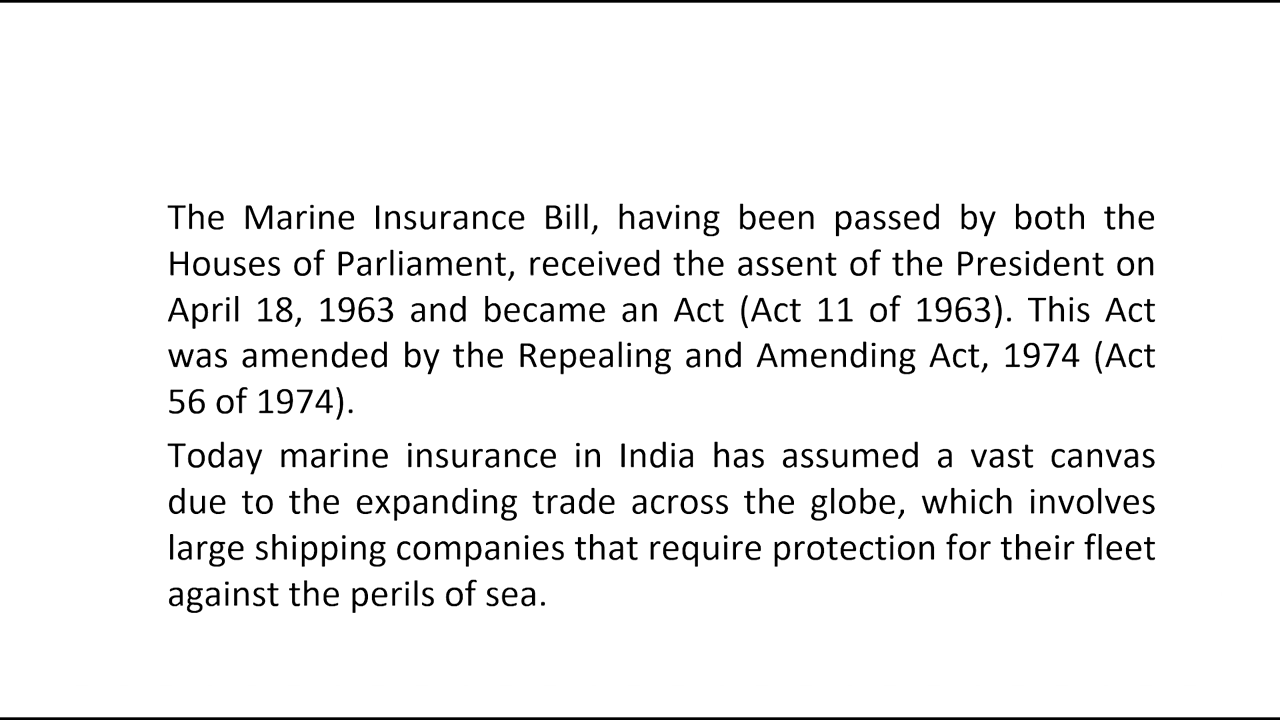 The Marine Insurance Bill, having been passed by both the
Houses of Parliament, received the assent of the President on
April 18, 1963 and became an Act (Act 11 of 1963). This Act
was amended by the Repealing and Amending Act, 1974 (Act
56 of 1974).
Today marine insurance in India has assumed a vast canvas
due to the expanding trade across the globe, which involves
large shipping companies that require protection for their fleet
against the perils of sea.